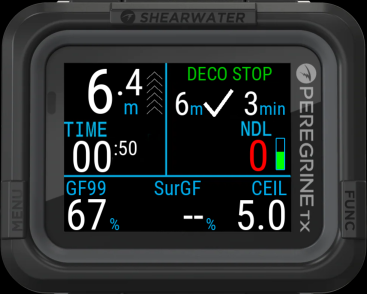 SHEARWATER
6.4 m
DECO STOP
6m 3min
TIME
00:50
NDL
0
GF99
67%
SurGF
--%
CEIL
5.0
MENU
FUNC
PEREGRINE TX